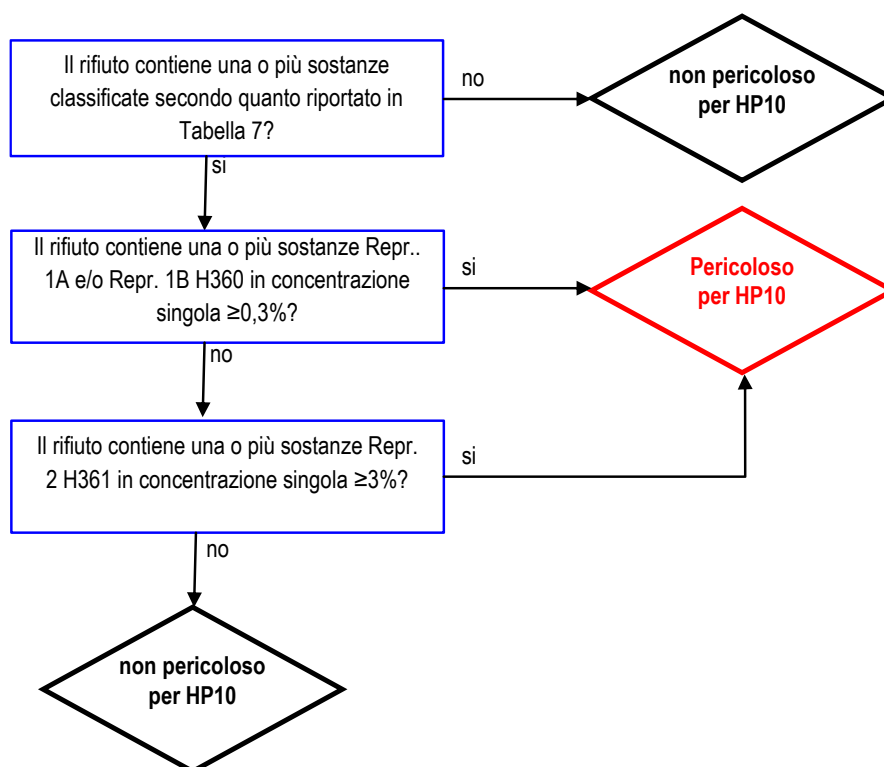 Il rifiuto contiene una o più sostanze
classificate secondo quanto riportato in
Tabella 7?
no
non pericoloso
per HP10
si
Il rifiuto contiene una o più sostanze Repr..
1A e/o Repr. 1B H360 in concentrazione
singola ≥0,3%?
si
Pericoloso
per HP10
no
Il rifiuto contiene una o più sostanze Repr.
2 H361 in concentrazione singola ≥3%?
si
no
non pericoloso
per HP10